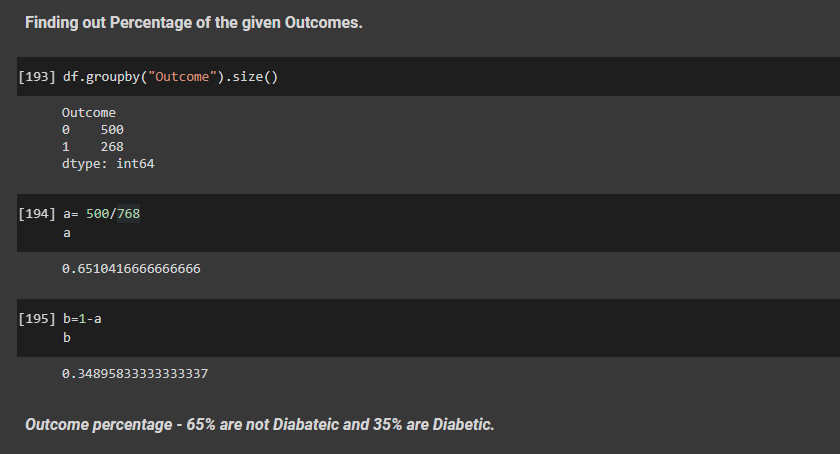 Finding out Percentage of the given Outcomes.
[193] df.groupby("Outcome").size()
Outcome
0    500
1    268
dtype: int64
[194] a= 500/768
a
0.6510416666666666
[195] b=1-a
b
0.34895833333333337
Outcome percentage - 65% are not Diabateic and 35% are Diabetic.